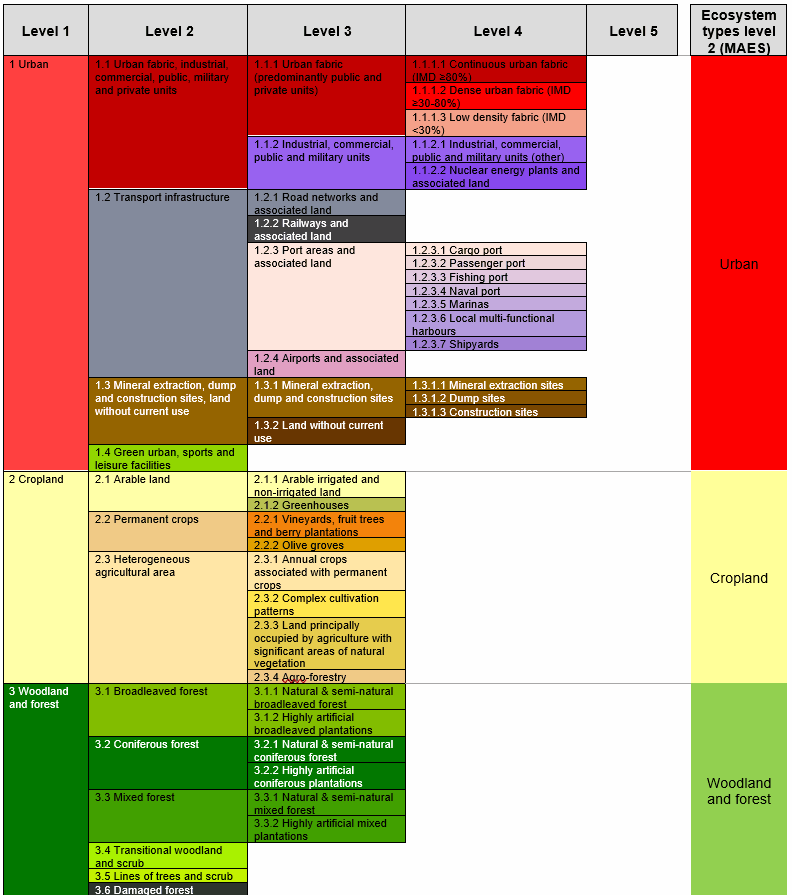 Level 1
Level 2
Level 3
Level 4
Level 5
Ecosystem
types level
2 (MAES)
1 Urban
1.1 Urban fabric, industrial,
commercial, public, military
and private units
1.1.1 Urban fabric
(predominantly public and
private units)
1.1.1.1 Continuous urban fabric
(IMD ≥80%)
1.1.1.2 Dense urban fabric (IMD
≥30-80%)
1.1.1.3 Low density fabric (IMD
<30%)
1.1.2 Industrial, commercial,
public and military units
1.1.2.1 Industrial, commercial,
public and military units (other)
1.1.2.2 Nuclear energy plants and
associated land
1.2 Transport infrastructure
1.2.1 Road networks and
associated land
1.2.2 Railways and
associated land
1.2.3 Port areas and
associated land
1.2.3.1 Cargo port
1.2.3.2 Passenger port
1.2.3.3 Fishing port
1.2.3.4 Naval port
1.2.3.5 Marinas
1.2.3.6 Local multi-functional
harbours
1.2.3.7 Shipyards
1.2.4 Airports and associated
land
1.3 Mineral extraction, dump
and construction sites, land
without current use
1.3.1 Mineral extraction,
dump and construction sites
1.3.1.1 Mineral extraction sites
1.3.1.2 Dump sites
1.3.1.3 Construction sites
1.3.2 Land without current
use
1.4 Green urban, sports and
leisure facilities
Urban
2 Cropland
2.1 Arable land
2.1.1 Arable irrigated and
non-irrigated land
2.1.2 Greenhouses
2.2 Permanent crops
2.2.1 Vineyards, fruit trees
and berry plantations
2.2.2 Olive groves
2.3 Heterogeneous
agricultural area
2.3.1 Annual crops
associated with permanent
crops
2.3.2 Complex cultivation
patterns
2.3.3 Land principally
occupied by agriculture with
significant areas of natural
vegetation
2.3.4 Agro-forestry
Cropland
3 Woodland
and forest
3.1 Broadleaved forest
3.1.1 Natural & semi-natural
broadleaved forest
3.1.2 Highly artificial
broadleaved plantations
3.2 Coniferous forest
3.2.1 Natural & semi-natural
coniferous forest
3.2.2 Highly artificial
coniferous plantations
3.3 Mixed forest
3.3.1 Natural & semi-natural
mixed forest
3.3.2 Highly artificial mixed
plantations
3.4 Transitional woodland
and scrub
3.5 Lines of trees and scrub
3.6 Damaged forest
Woodland
and forest